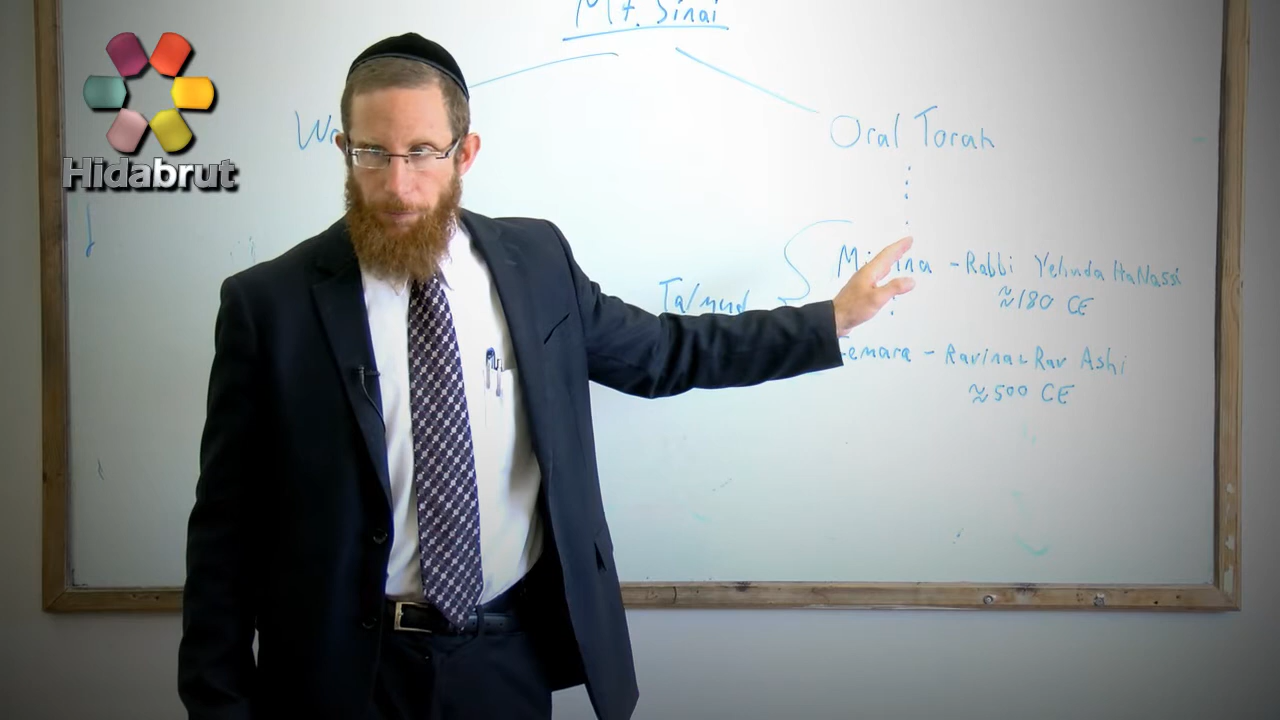 Mt. Sinai
Hidabrut
Oral Torah
Mishna - Rabbi Yehuda HaNassi
≈180 CE
Talmud
Gemara - Ravina & Rav Ashi
≈500 CE